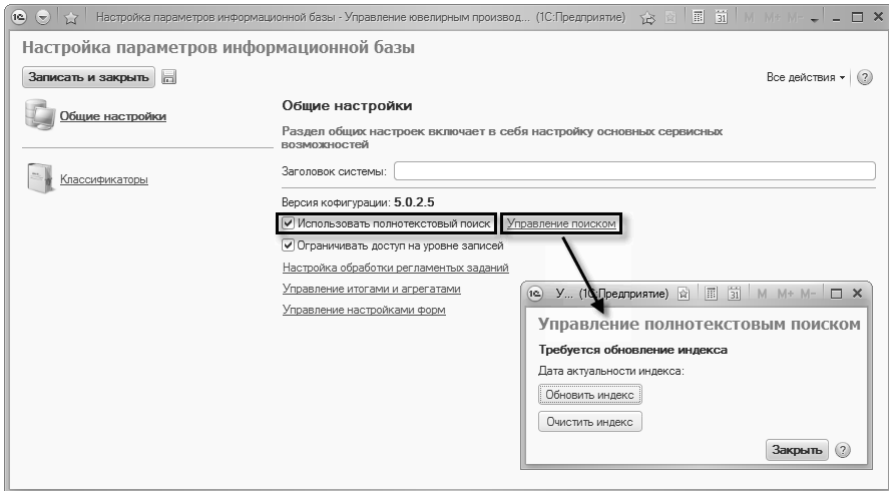 Настройка параметров информационной базы - Управление ювелирным производ... (1С:Предприятие)
M M+ M-
Настройка параметров информационной базы
Записать и закрыть
Все действия
Общие настройки
Классификаторы
Общие настройки
Раздел общих настроек включает в себя настройку основных сервисных
возможностей
Заголовок системы:
Версия кофигурации: 5.0.2.5
Использовать полнотекстовый поиск Управление поиском
Ограничивать доступ на уровне записей
Настройка обработки регламентых заданий
Управление итогами и агрегатами
Управление настройками форм
У... (1С:Предприятие) M M+ M-
Управление полнотекстовым поиском
Требуется обновление индекса
Дата актуальности индекса:
Обновить индекс
Очистить индекс
Закрыть ?